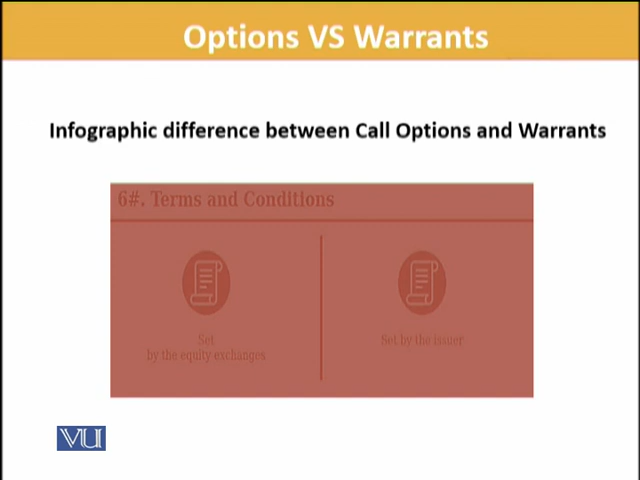 Options VS Warrants
Infographic difference between Call Options and Warrants
6#. Terms and Conditions
Set
by the equity exchanges
Set by the issuer
VU